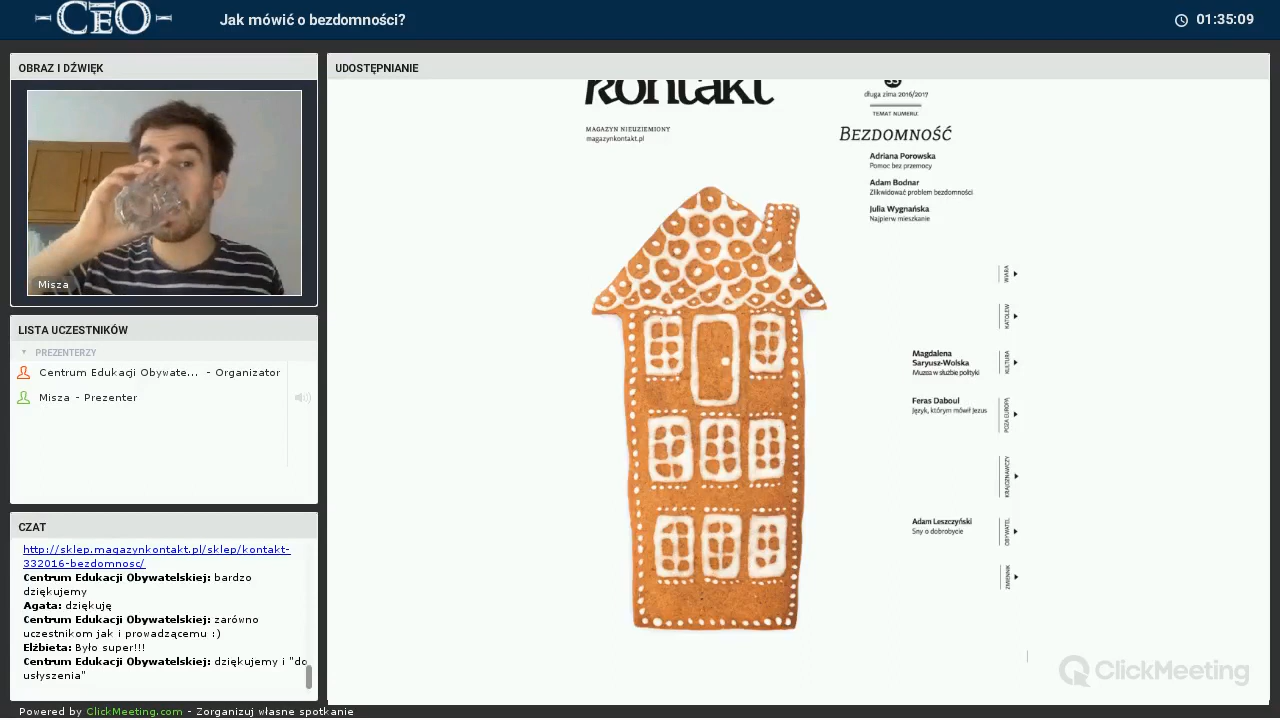 CEO
Jak mówić o bezdomności?
01:35:09
OBRAZ I DŹWIĘK
Misza
LISTA UCZESTNIKÓW
PREZENTERZY
Centrum Edukacji Obywate... - Organizator
Misza - Prezenter
CZAT
http://sklep.magazynkontakt.pl/sklep/kontakt-
332016-bezdomnosc/
Centrum Edukacji Obywatelskiej: bardzo
dziękujemy
Agata: dziękuję
Centrum Edukacji Obywatelskiej: zarówno
uczestnikom jak i prowadzącemu :)
Elżbieta: Było super!!!
Centrum Edukacji Obywatelskiej: dziękujemy i "do
usłyszenia"
UDOSTĘPNIANIE
kontakt
MAGAZYN NIEUZIEMIONY
magazynkontakt.pl
długa zima 2016/2017
TEMAT NUMERU:
BEZDOMNOŚĆ
Adriana Porowska
Pomoc bez przemocy
Adam Bodnar
Zlikwidować problem bezdomności
Julia Wygnańska
Najpierw mieszkanie
WIARA
KATOLEW
Magdalena
Saryusz-Wolska
Muzea w służbie polityki
KULTURA
Feras Daboul
Język, którym mówił Jezus
POZA EUROPĄ
KRAJOZNAWCZY
Adam Leszczyński
Sny o dobrobycie
OBYWATEL
ZMIENNIK
ClickMeeting
Powered by ClickMeeting.com - Zorganizuj własne spotkanie